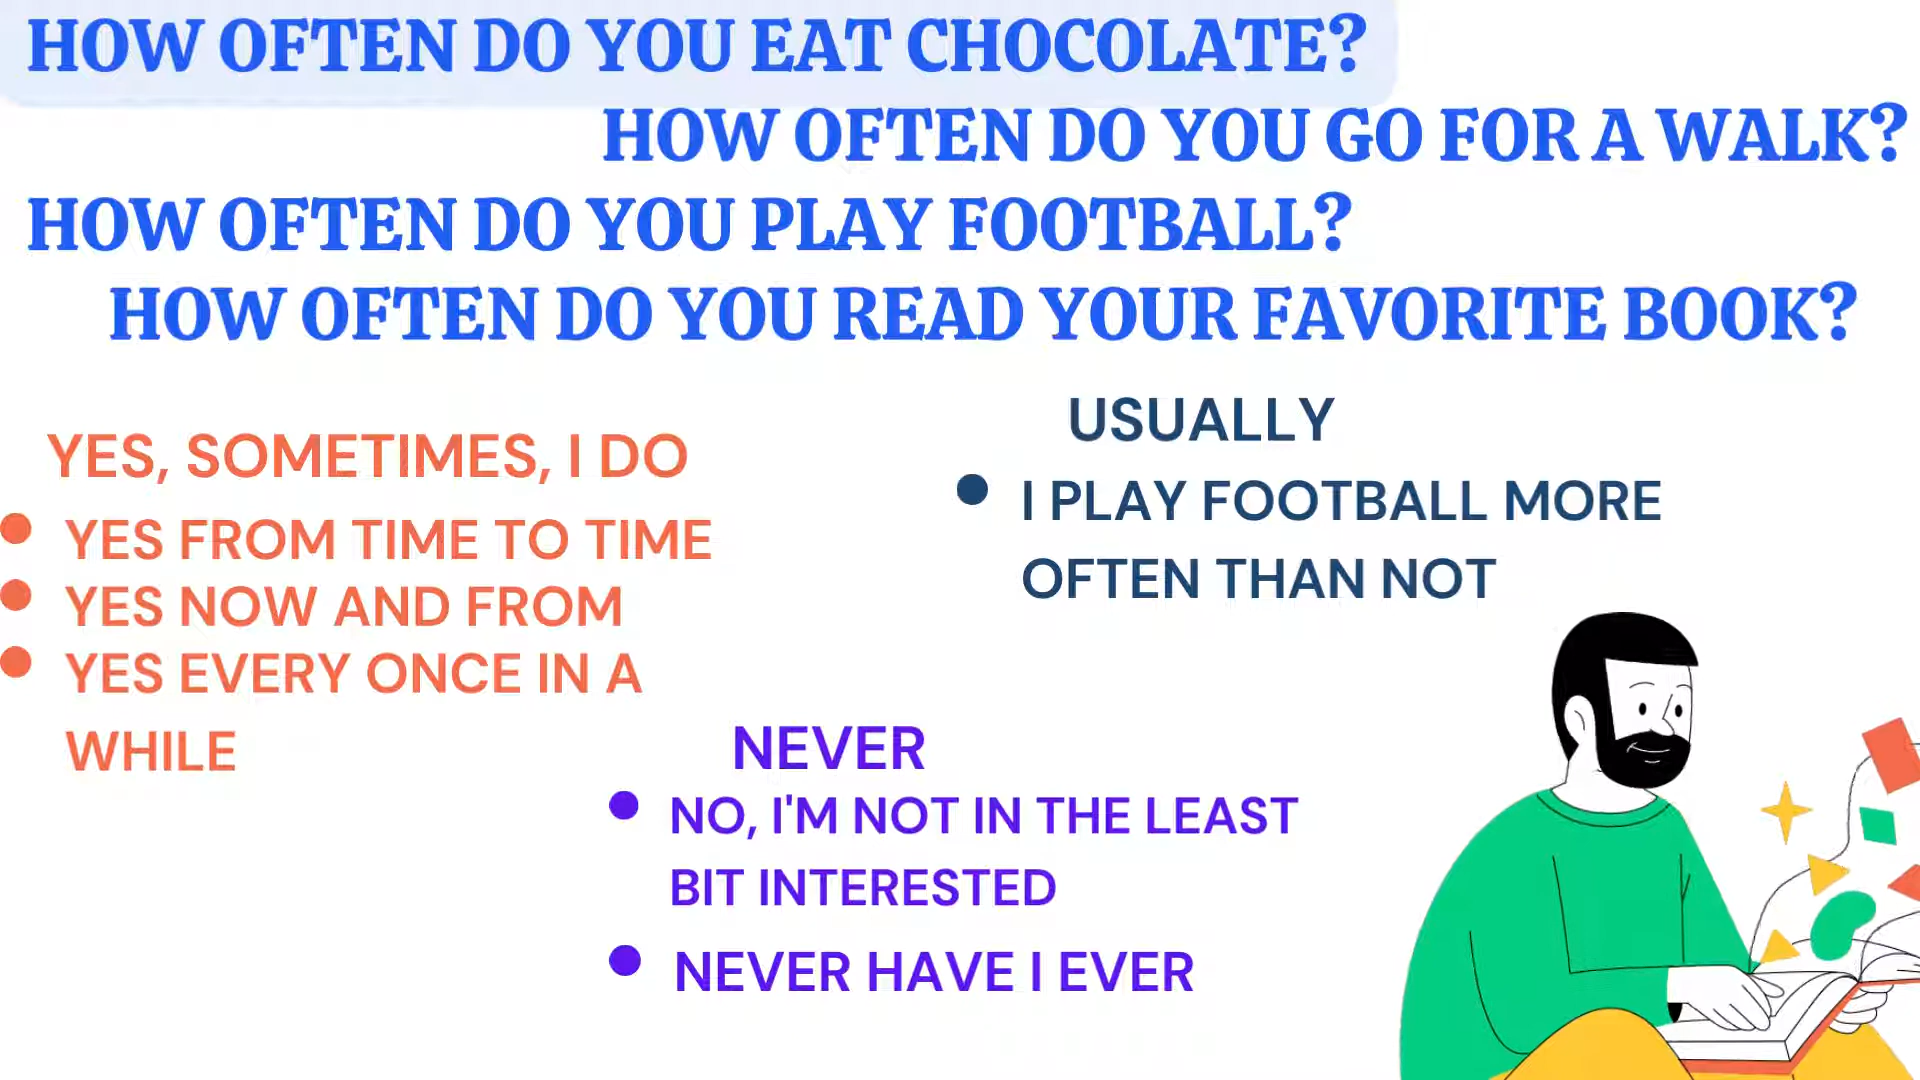 HOW OFTEN DO YOU EAT CHOCOLATE?
HOW OFTEN DO YOU GO FOR A WALK?
HOW OFTEN DO YOU PLAY FOOTBALL?
HOW OFTEN DO YOU READ YOUR FAVORITE BOOK?
YES, SOMETIMES, I DO
YES FROM TIME TO TIME
YES NOW AND FROM
YES EVERY ONCE IN A
WHILE
USUALLY
I PLAY FOOTBALL MORE
OFTEN THAN NOT
NEVER
NO, I'M NOT IN THE LEAST
BIT INTERESTED
NEVER HAVE I EVER